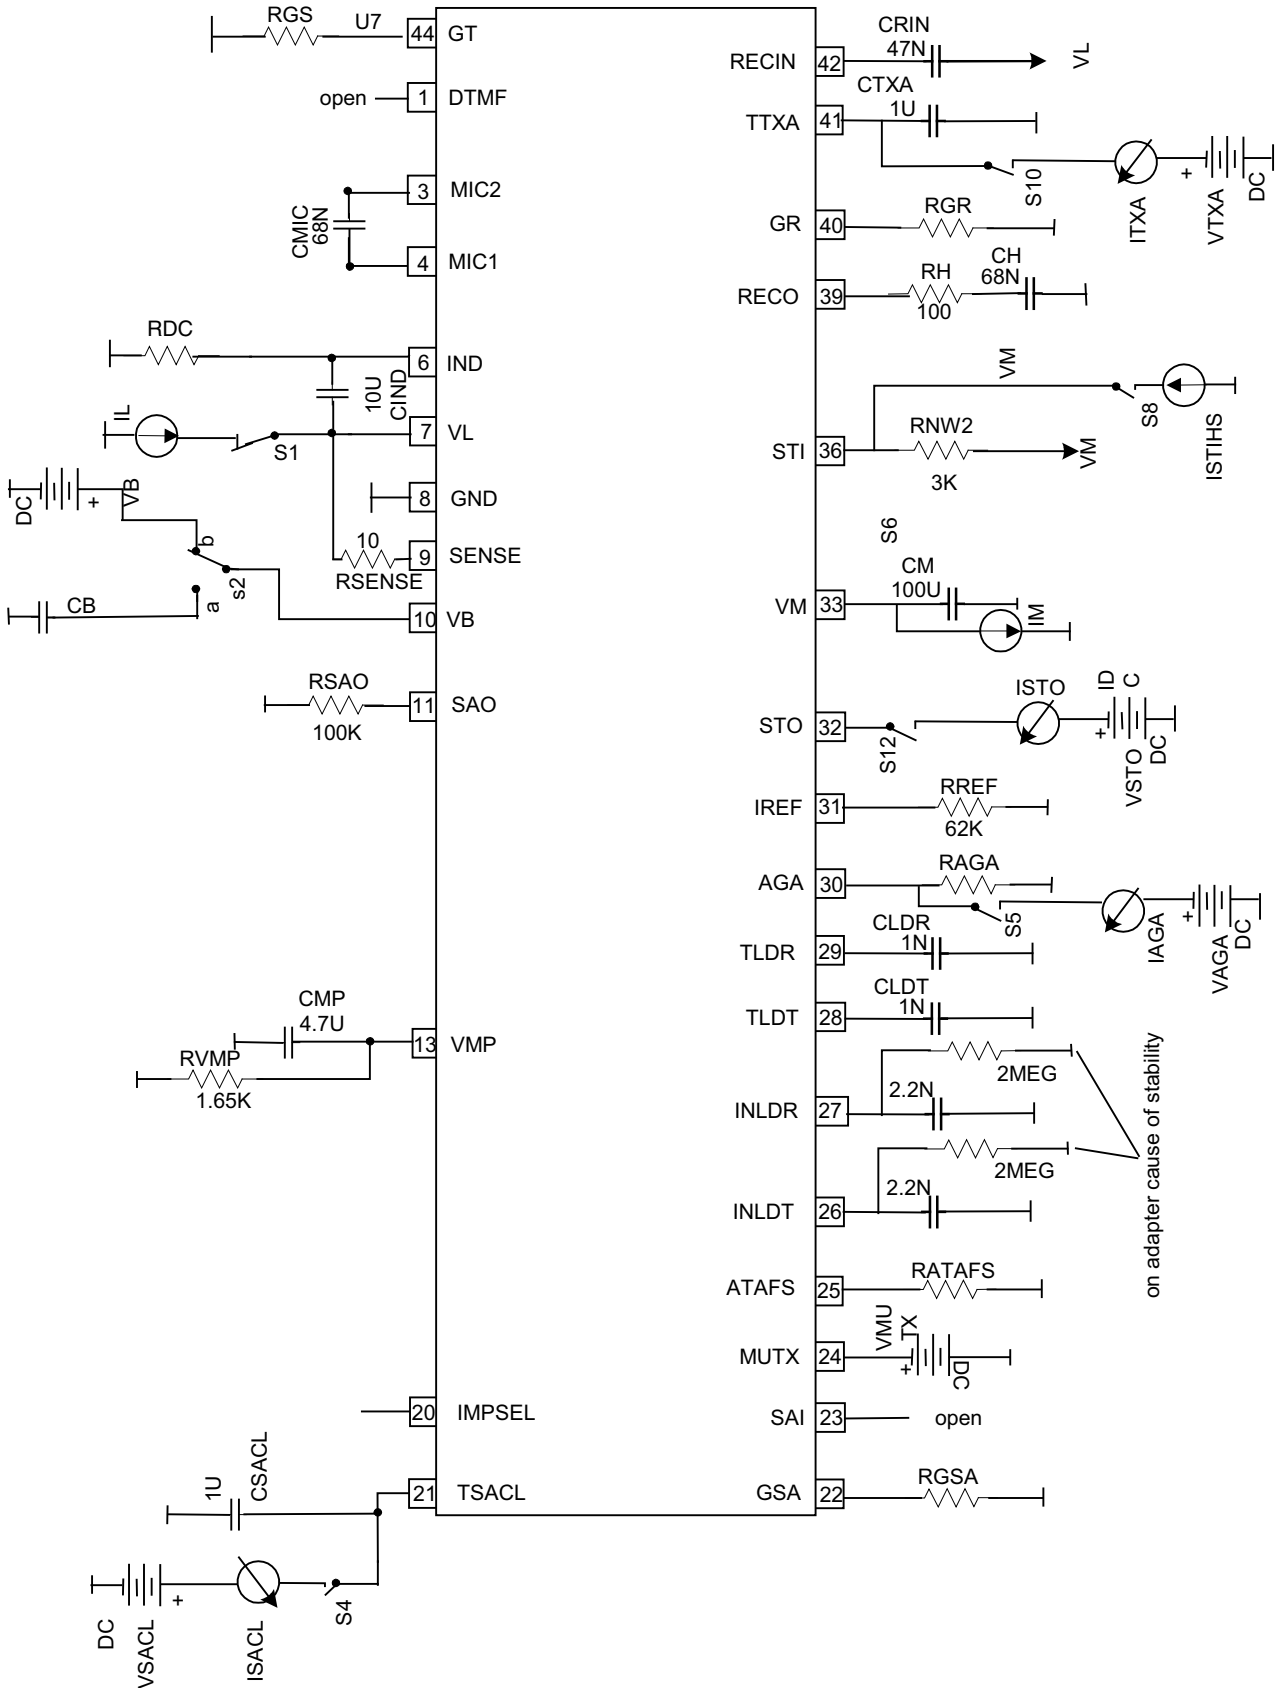 RGS
U7
44
GT
open
1
DTMF
3
MIC2
CMIC
68N
4
MIC1
RDC
6
IND
10U
CIND
IL
S1
7
VL
DC
+
VB
8
GND
b
10
RSENSE
9
SENSE
s2
a
CB
10
VB
RSAO
100K
11
SAO
CMP
4.7U
13
VMP
RVMP
1.65K
20
IMPSEL
1U
CSACL
21
TSACL
DC
VSACL
+
ISACL
S4
RECIN
42
CRIN
47N
VL
TTXA
41
CTXA
1U
S10
ITXA
+
VTXA
DC
GR
40
RGR
RECO
39
RH
100
CH
68N
VM
S8
ISTIHS
STI
36
RNW2
3K
VM
S6
VM
33
CM
100U
IM
STO
32
S12
ISTO
ID
C
+
VSTO
DC
IREF
31
RREF
62K
AGA
30
RAGA
S5
IAGA
+
VAGA
DC
TLDR
29
CLDR
1N
TLDT
28
CLDT
1N
2MEG
INLDR
27
2.2N
2MEG
INLDT
26
2.2N
on adapter cause of stability
ATAFS
25
RATAFS
MUTX
24
VMU
TX
+
DC
SAI
23
open
GSA
22
RGSA